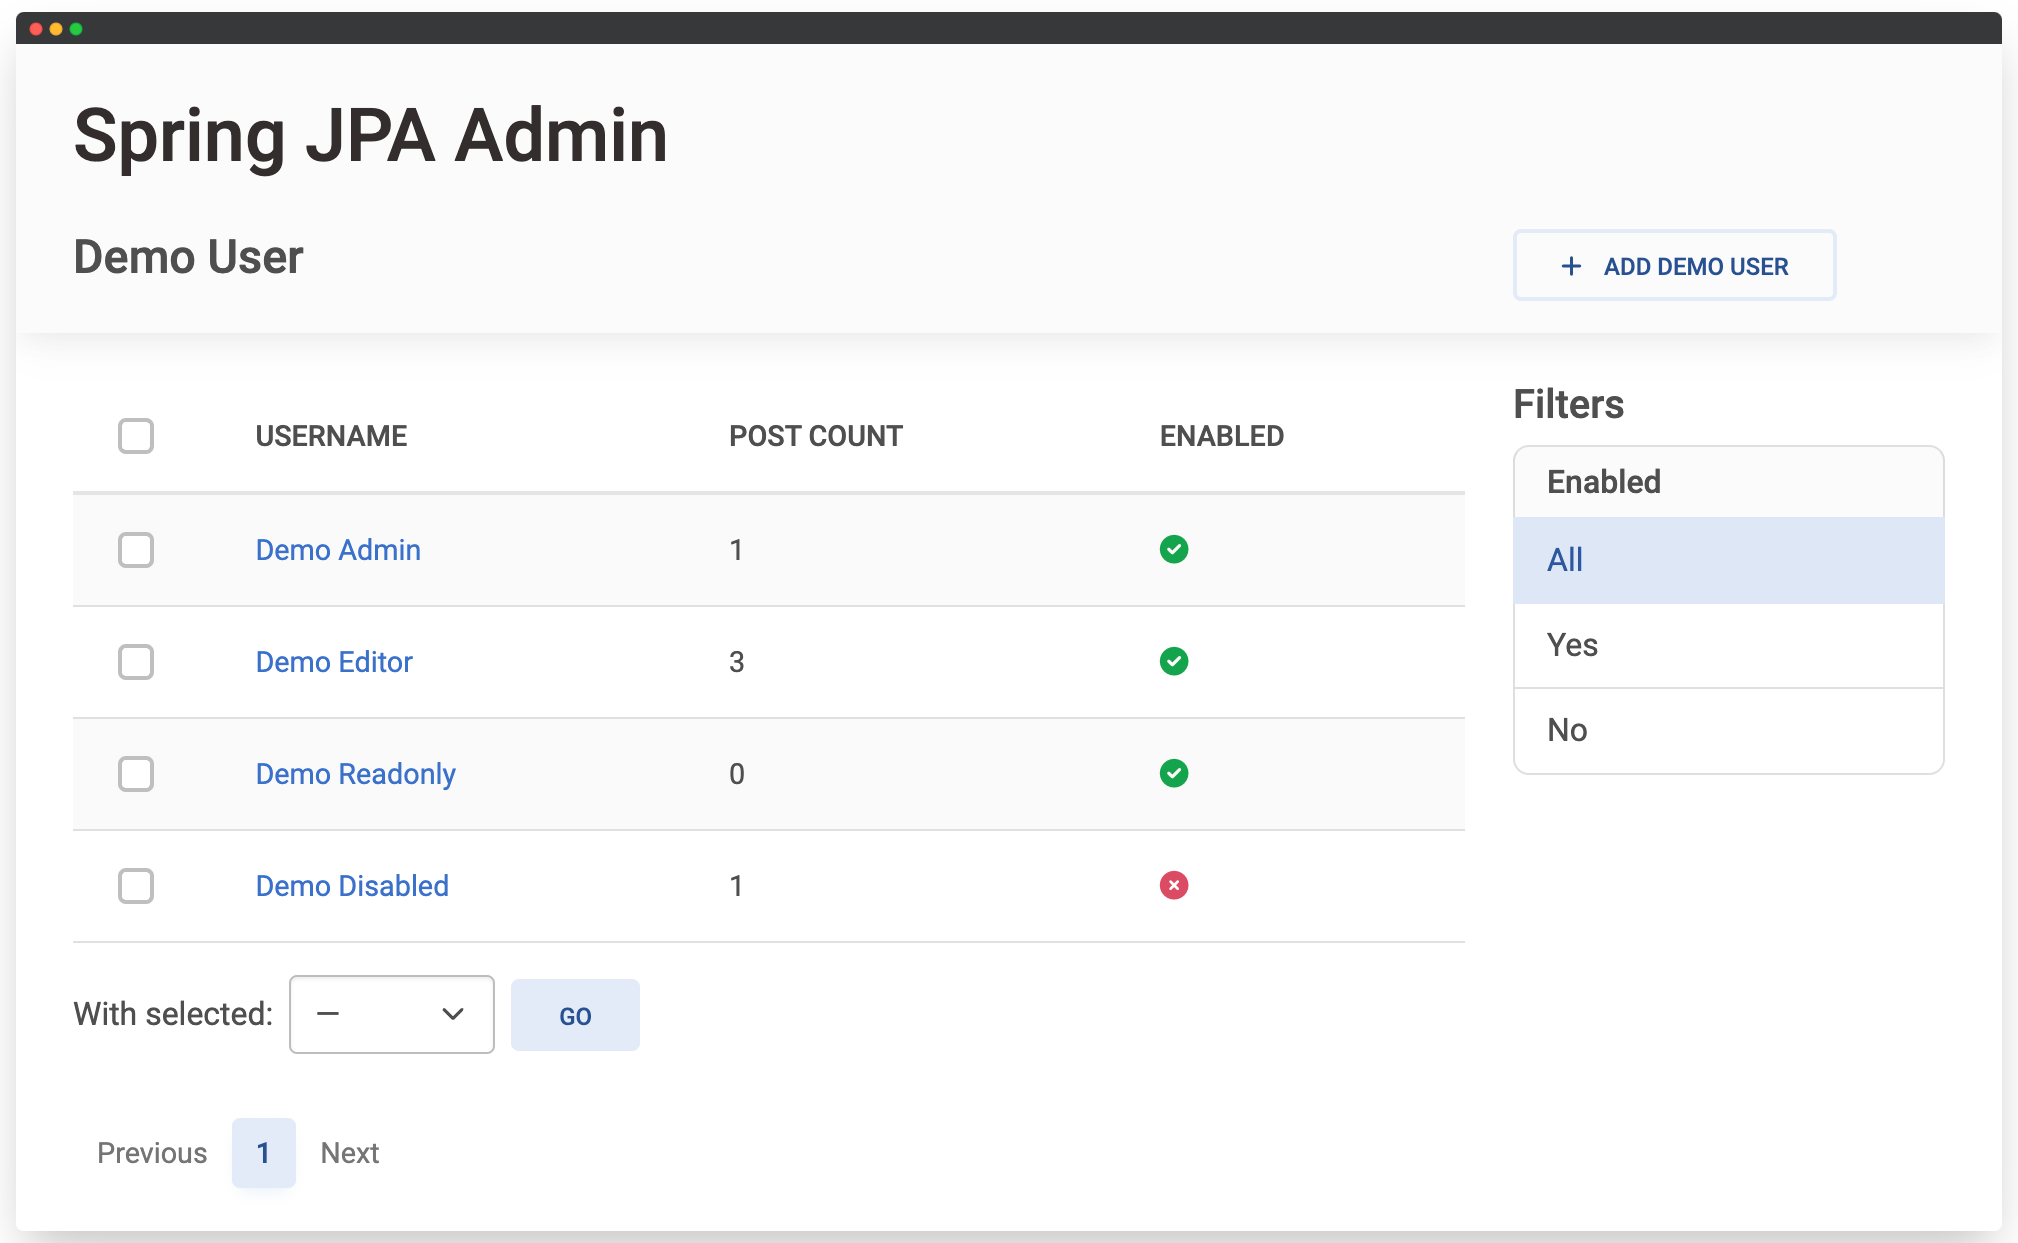 Spring JPA Admin
Demo User
+ ADD DEMO USER
USERNAME POST COUNT ENABLED
Demo Admin 1
Demo Editor 3
Demo Readonly 0
Demo Disabled 1
With selected: — GO
Previous 1 Next
Filters
Enabled
All
Yes
No